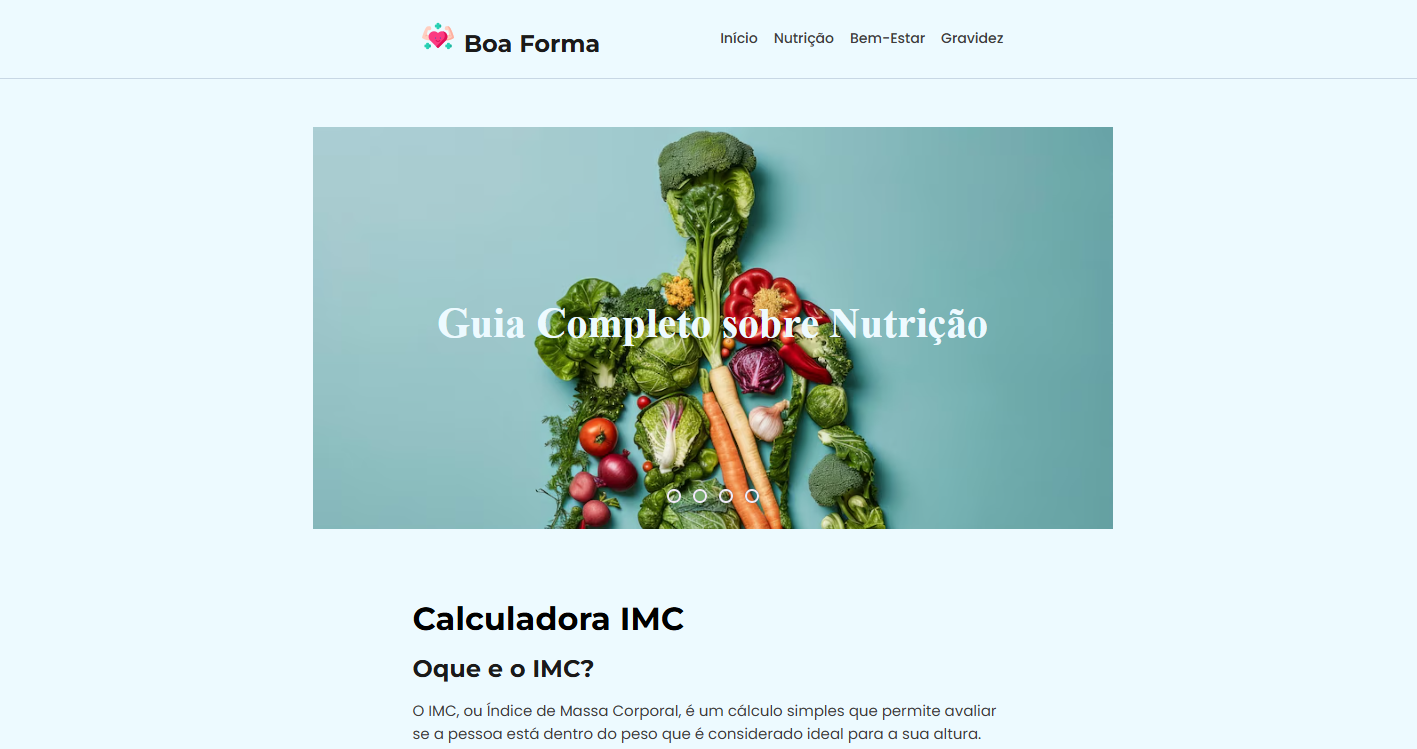 Boa Forma
Início Nutrição Bem-Estar Gravidez
Guia Completo sobre Nutrição
Calculadora IMC
Oque e o IMC?
O IMC, ou Índice de Massa Corporal, é um cálculo simples que permite avaliar
se a pessoa está dentro do peso que é considerado ideal para a sua altura.